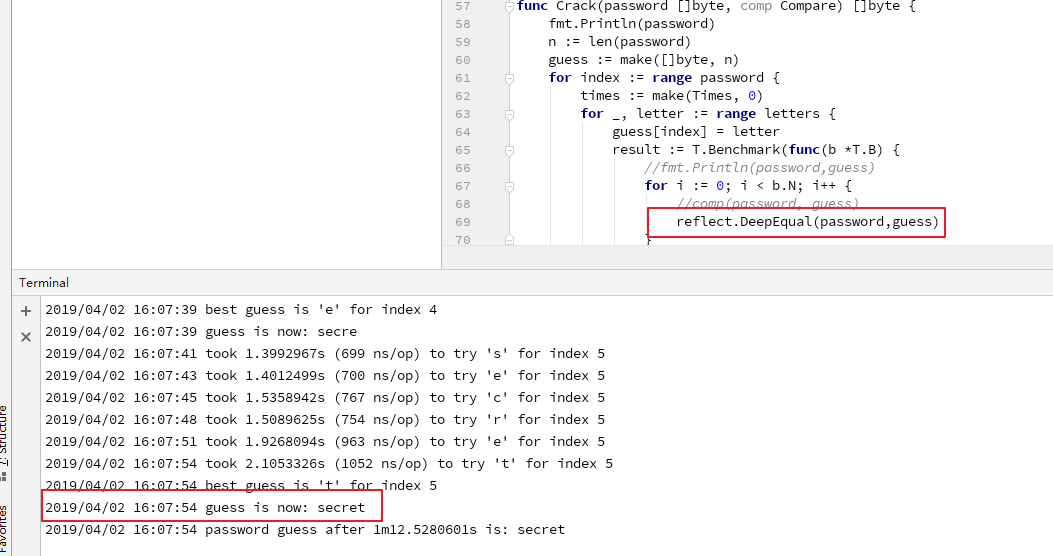 57 func Crack(password []byte, comp Compare) []byte {
58 fmt.Println(password)
59 n := len(password)
60 guess := make([]byte, n)
61 for index := range password {
62 times := make(Times, 0)
63 for _, letter := range letters {
64 guess[index] = letter
65 result := T.Benchmark(func(b *T.B) {
66 //fmt.Println(password,guess)
67 for i := 0; i < b.N; i++ {
68 //comp(password, guess)
69 reflect.DeepEqual(password,guess)
70 }
Terminal
2019/04/02 16:07:39 best guess is 'e' for index 4
2019/04/02 16:07:39 guess is now: secre
2019/04/02 16:07:41 took 1.3992967s (699 ns/op) to try 's' for index 5
2019/04/02 16:07:43 took 1.4012499s (700 ns/op) to try 'e' for index 5
2019/04/02 16:07:45 took 1.5358942s (767 ns/op) to try 'c' for index 5
2019/04/02 16:07:48 took 1.5089625s (754 ns/op) to try 'r' for index 5
2019/04/02 16:07:51 took 1.9268094s (963 ns/op) to try 'e' for index 5
2019/04/02 16:07:54 took 2.1053326s (1052 ns/op) to try 't' for index 5
2019/04/02 16:07:54 best guess is 't' for index 5
2019/04/02 16:07:54 guess is now: secret
2019/04/02 16:07:54 password guess after 1m12.5280601s is: secret
7: Structure
Favorites